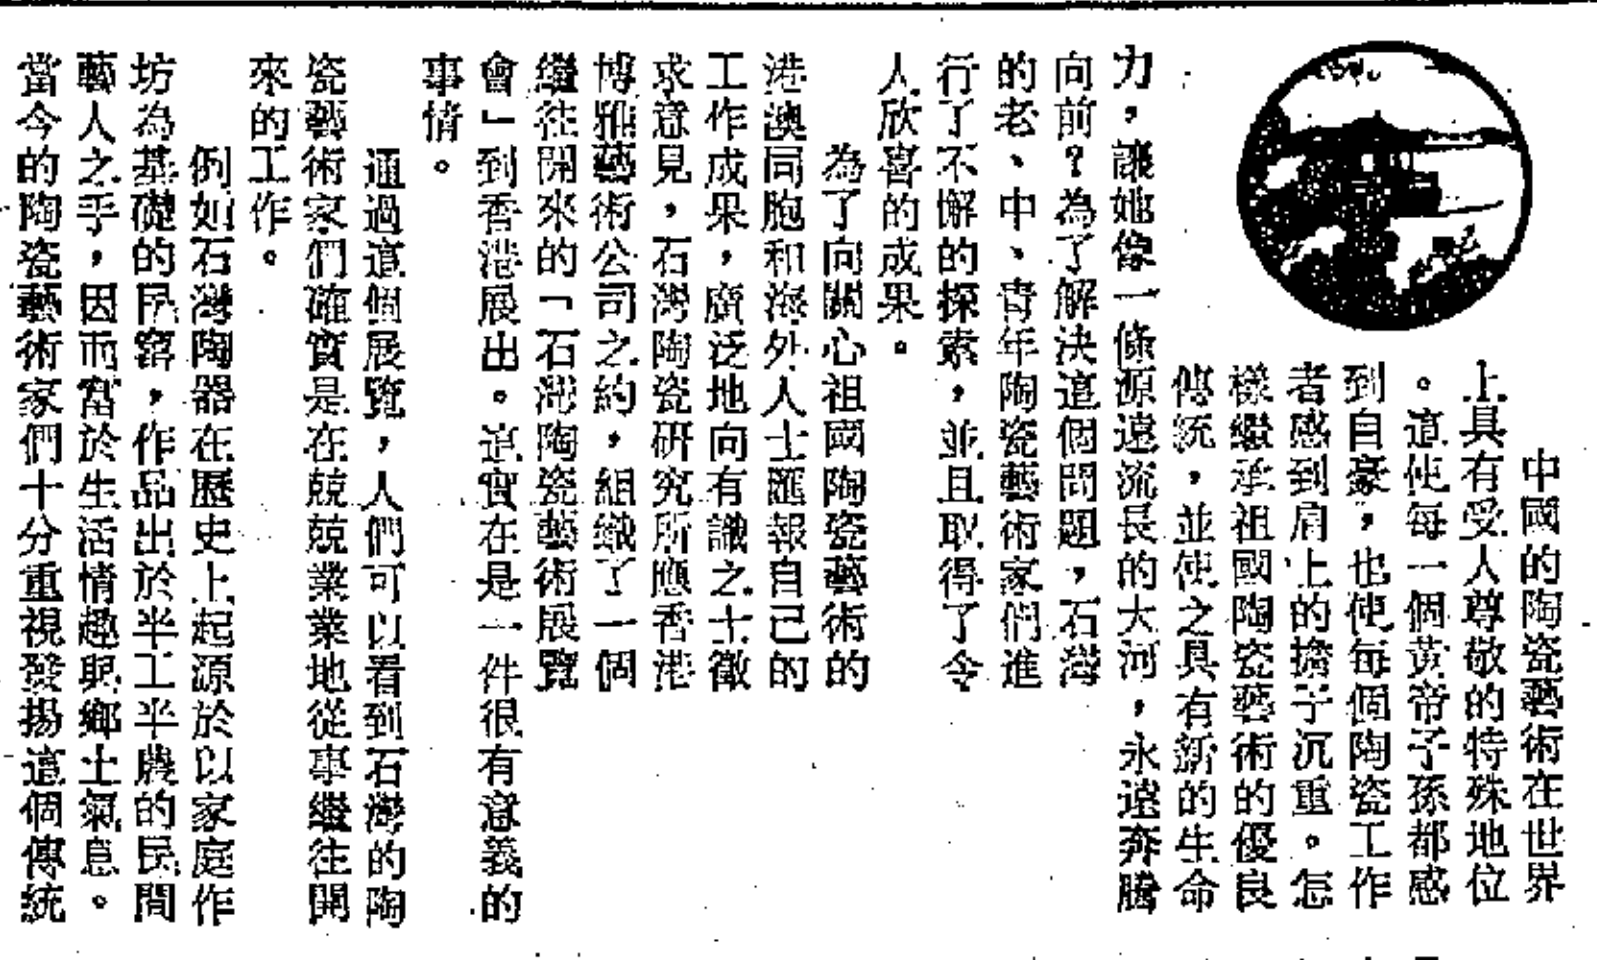 中國的陶瓷藝術在世界
上具有受人尊敬的特殊地位
。這使每一個黃帝子孫都感
到自豪，也使每個陶瓷工作
者感到肩上的擔子沉重。怎
樣繼承祖國陶瓷藝術的優良
傳統，並使之具有新的生命
力，讓她像一條源遠流長的大河，永遠奔騰
向前？為了解決這個問題，石灣
的老、中、青年陶瓷藝術家們進
行了不懈的探索，並且取得了令
人欣喜的成果。
為了向關心祖國陶瓷藝術的
港澳同胞和海外人士匯報自己的
工作成果，廣泛地向有識之士徵
求意見，石灣陶瓷研究所應香港
博雅藝術公司之約，組織了一個
繼往開來的「石灣陶瓷藝術展覽
會」到香港展出。這實在是一件很有意義的
事情。
通過這個展覽，人們可以看到石灣的陶
瓷藝術家們確實是在兢兢業業地從事繼往開
來的工作。
例如石灣陶器在歷史上起源於以家庭作
坊為基礎的民窰，作品出於半工半農的民間
藝人之手，因而富於生活情趣與鄉土氣息。
當今的陶瓷藝術家們十分重視發揚這個傳統